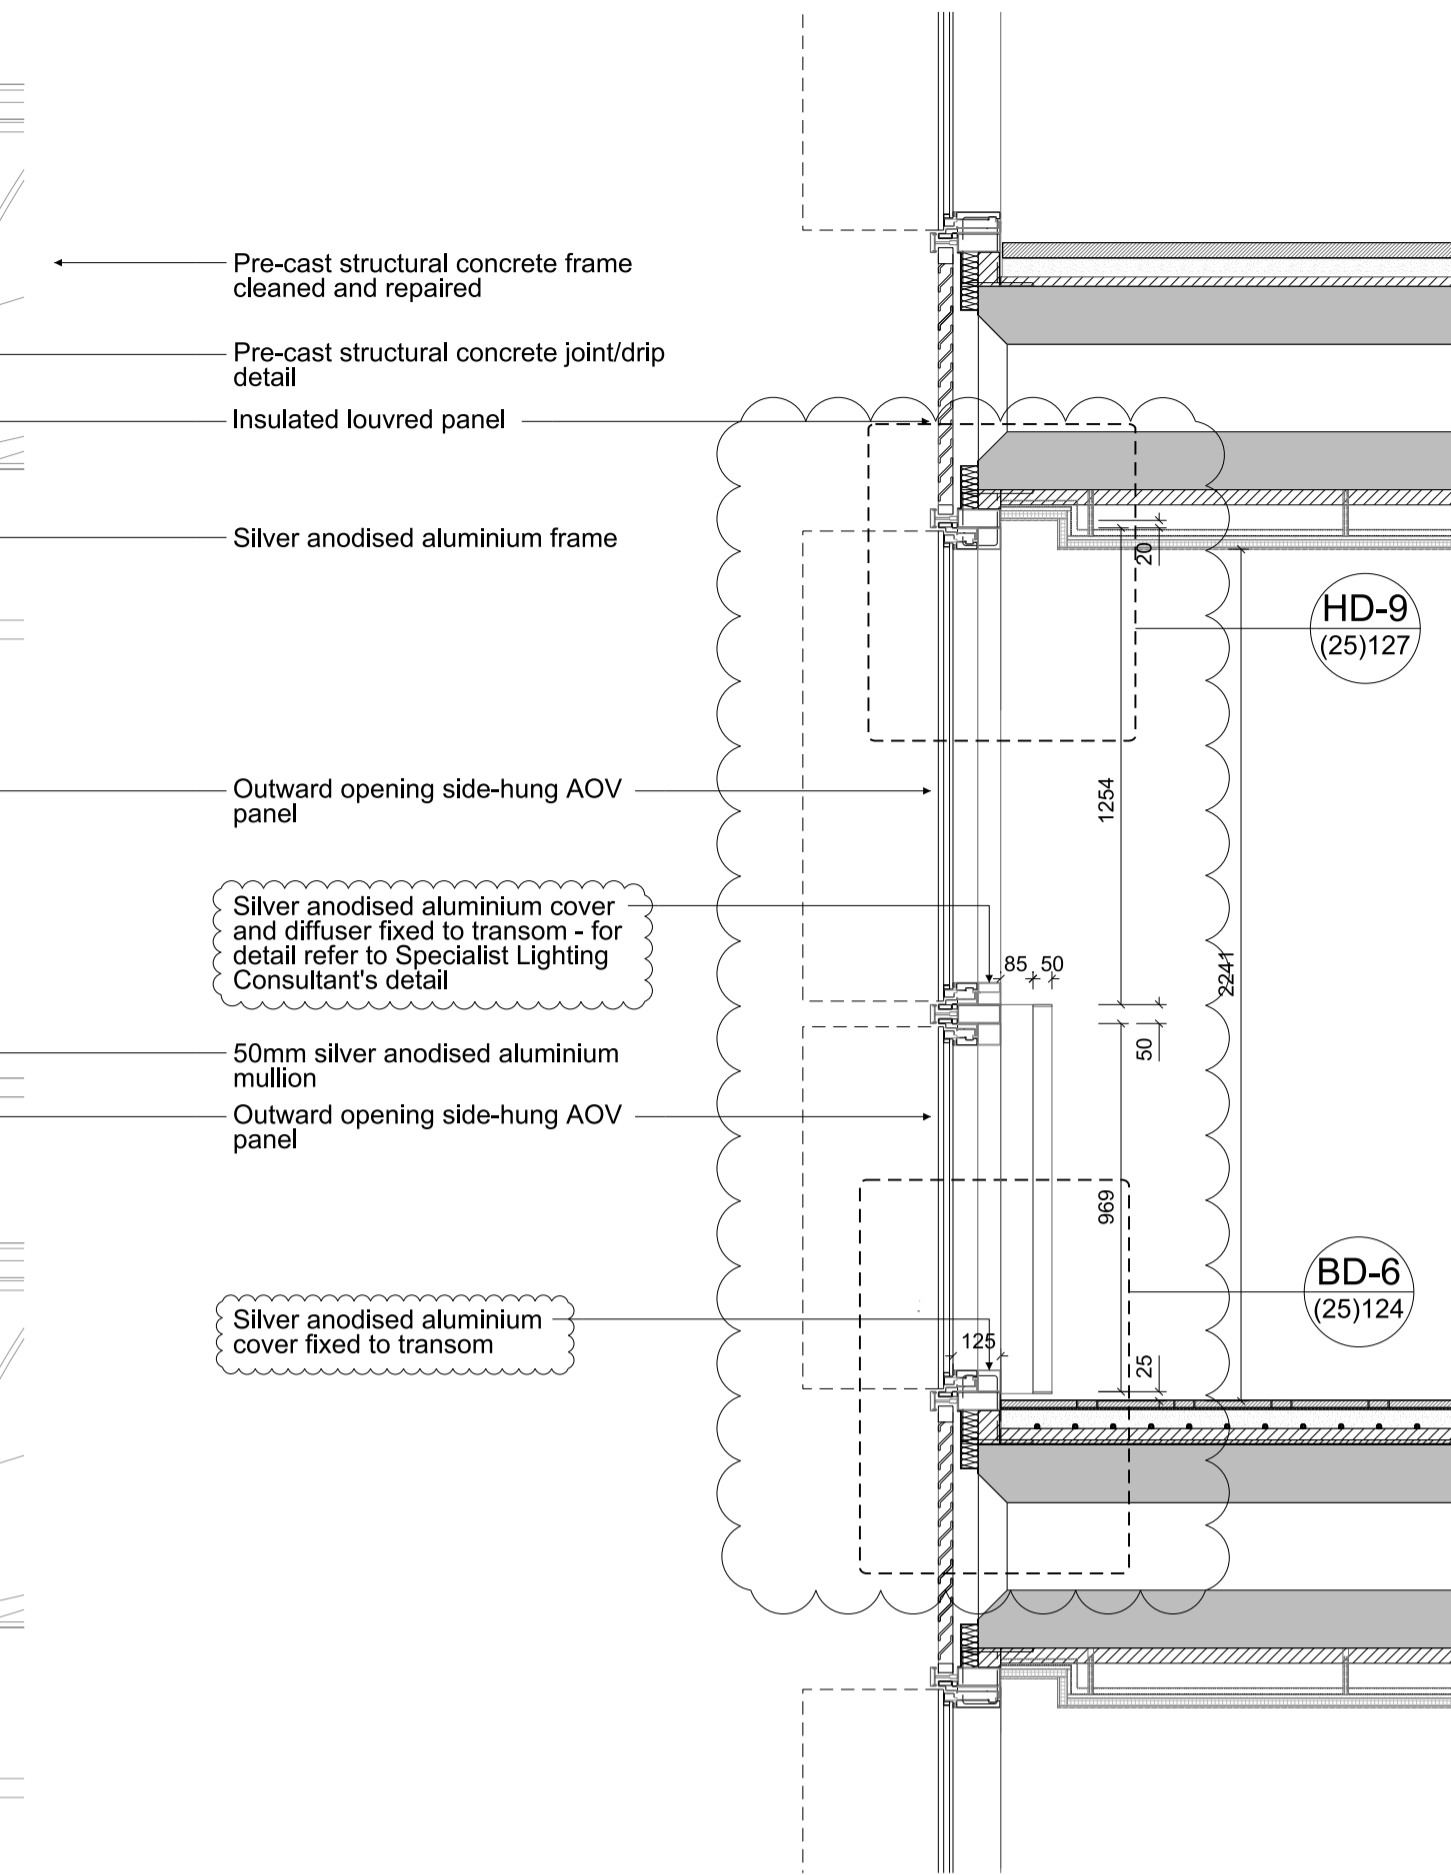 Pre-cast structural concrete frame
cleaned and repaired
Pre-cast structural concrete joint/drip
detail
Insulated louvred panel
Silver anodised aluminium frame
20
HD-9
(25)127
Outward opening side-hung AOV
panel
1254
Silver anodised aluminium cover
and diffuser fixed to transom - for
detail refer to Specialist Lighting
Consultant's detail
85 50
2241
50mm silver anodised aluminium
mullion
50
Outward opening side-hung AOV
panel
969
BD-6
(25)124
Silver anodised aluminium
cover fixed to transom
125
25